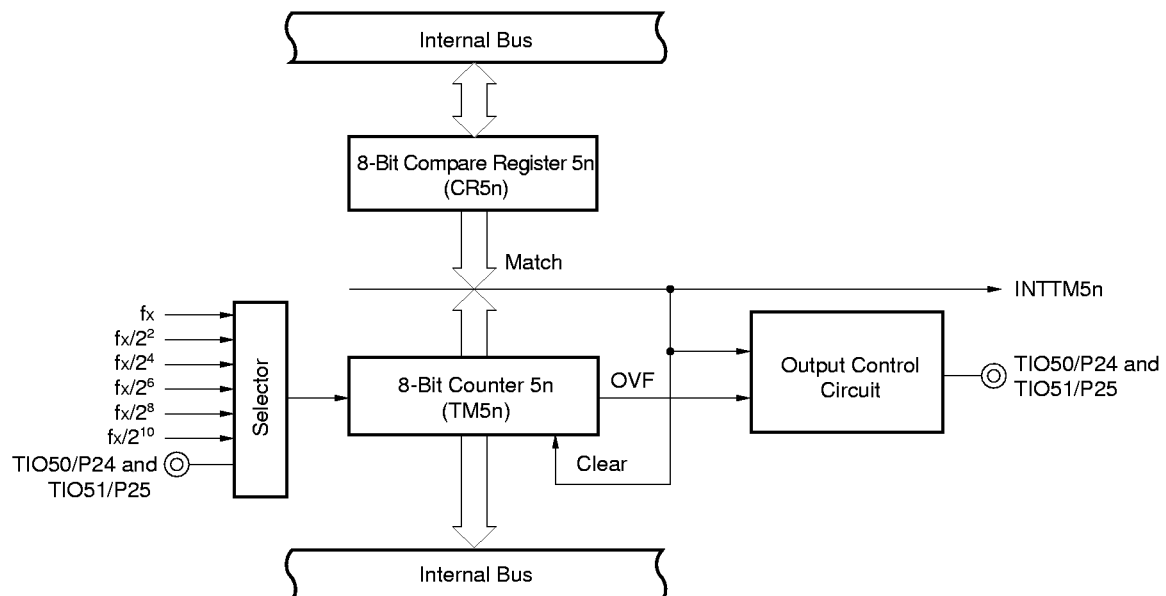 Internal Bus
8-Bit Compare Register 5n
(CR5n)
Match
INTTM5n
fx
fx/2²
fx/2⁴
fx/2⁶
fx/2⁸
fx/2¹⁰
TIO50/P24 and
TIO51/P25
Selector
8-Bit Counter 5n
(TM5n)
OVF
Clear
Output Control
Circuit
TIO50/P24 and
TIO51/P25
Internal Bus